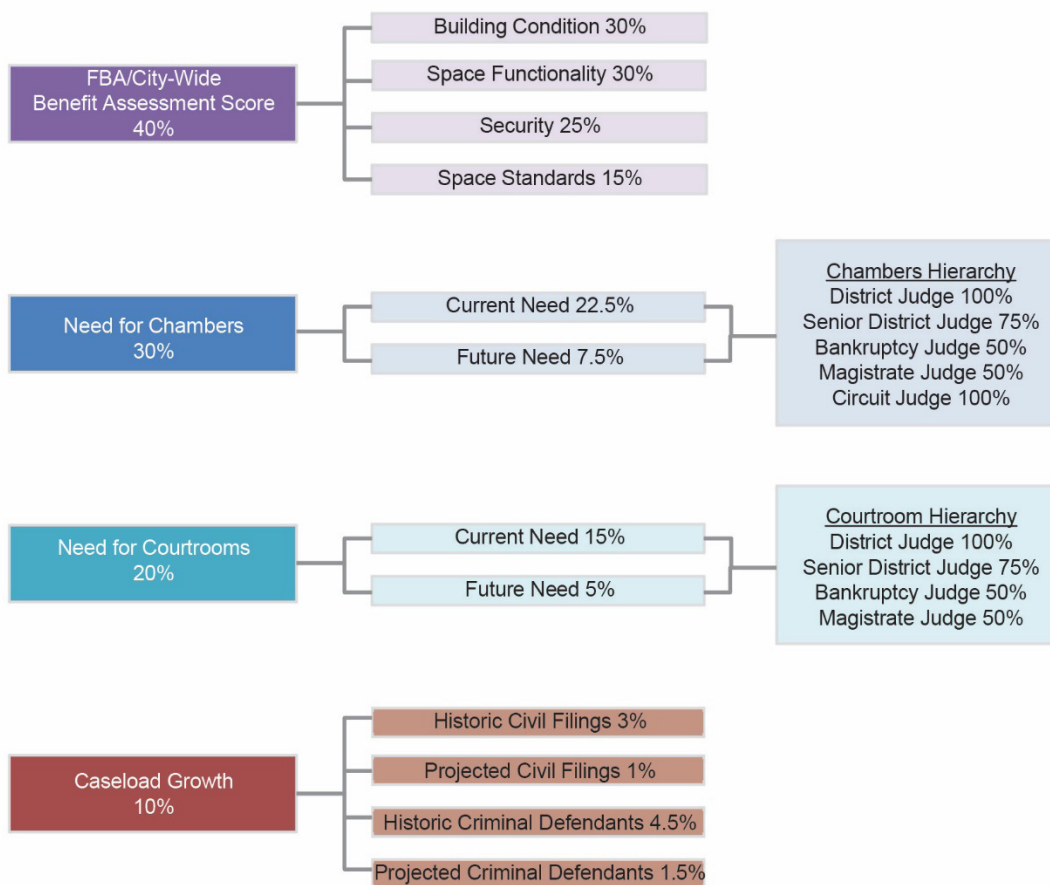 FBA/City-Wide
Benefit Assessment Score
40%
Building Condition 30%
Space Functionality 30%
Security 25%
Space Standards 15%
Need for Chambers
30%
Current Need 22.5%
Future Need 7.5%
Chambers Hierarchy
District Judge 100%
Senior District Judge 75%
Bankruptcy Judge 50%
Magistrate Judge 50%
Circuit Judge 100%
Need for Courtrooms
20%
Current Need 15%
Future Need 5%
Courtroom Hierarchy
District Judge 100%
Senior District Judge 75%
Bankruptcy Judge 50%
Magistrate Judge 50%
Caseload Growth
10%
Historic Civil Filings 3%
Projected Civil Filings 1%
Historic Criminal Defendants 4.5%
Projected Criminal Defendants 1.5%